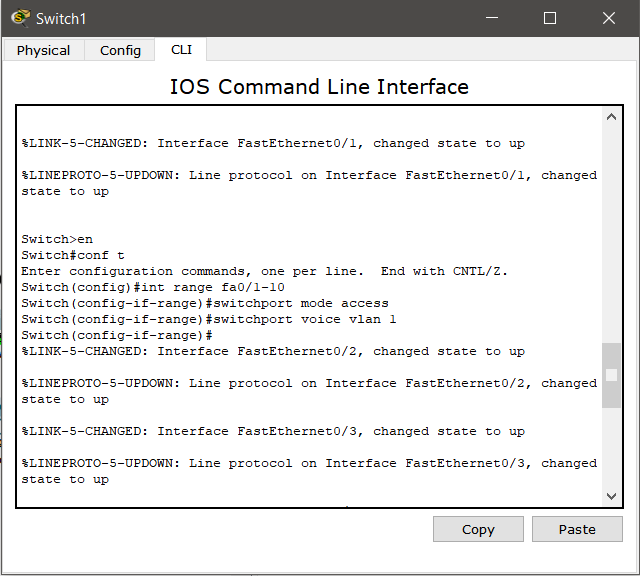 Switch1
Physical Config CLI
IOS Command Line Interface
%LINK-5-CHANGED: Interface FastEthernet0/1, changed state to up
%LINEPROTO-5-UPDOWN: Line protocol on Interface FastEthernet0/1, changed
state to up
Switch>en
Switch#conf t
Enter configuration commands, one per line.  End with CNTL/Z.
Switch(config)#int range fa0/1-10
Switch(config-if-range)#switchport mode access
Switch(config-if-range)#switchport voice vlan 1
Switch(config-if-range)#
%LINK-5-CHANGED: Interface FastEthernet0/2, changed state to up
%LINEPROTO-5-UPDOWN: Line protocol on Interface FastEthernet0/2, changed
state to up
%LINK-5-CHANGED: Interface FastEthernet0/3, changed state to up
%LINEPROTO-5-UPDOWN: Line protocol on Interface FastEthernet0/3, changed
state to up
Copy Paste